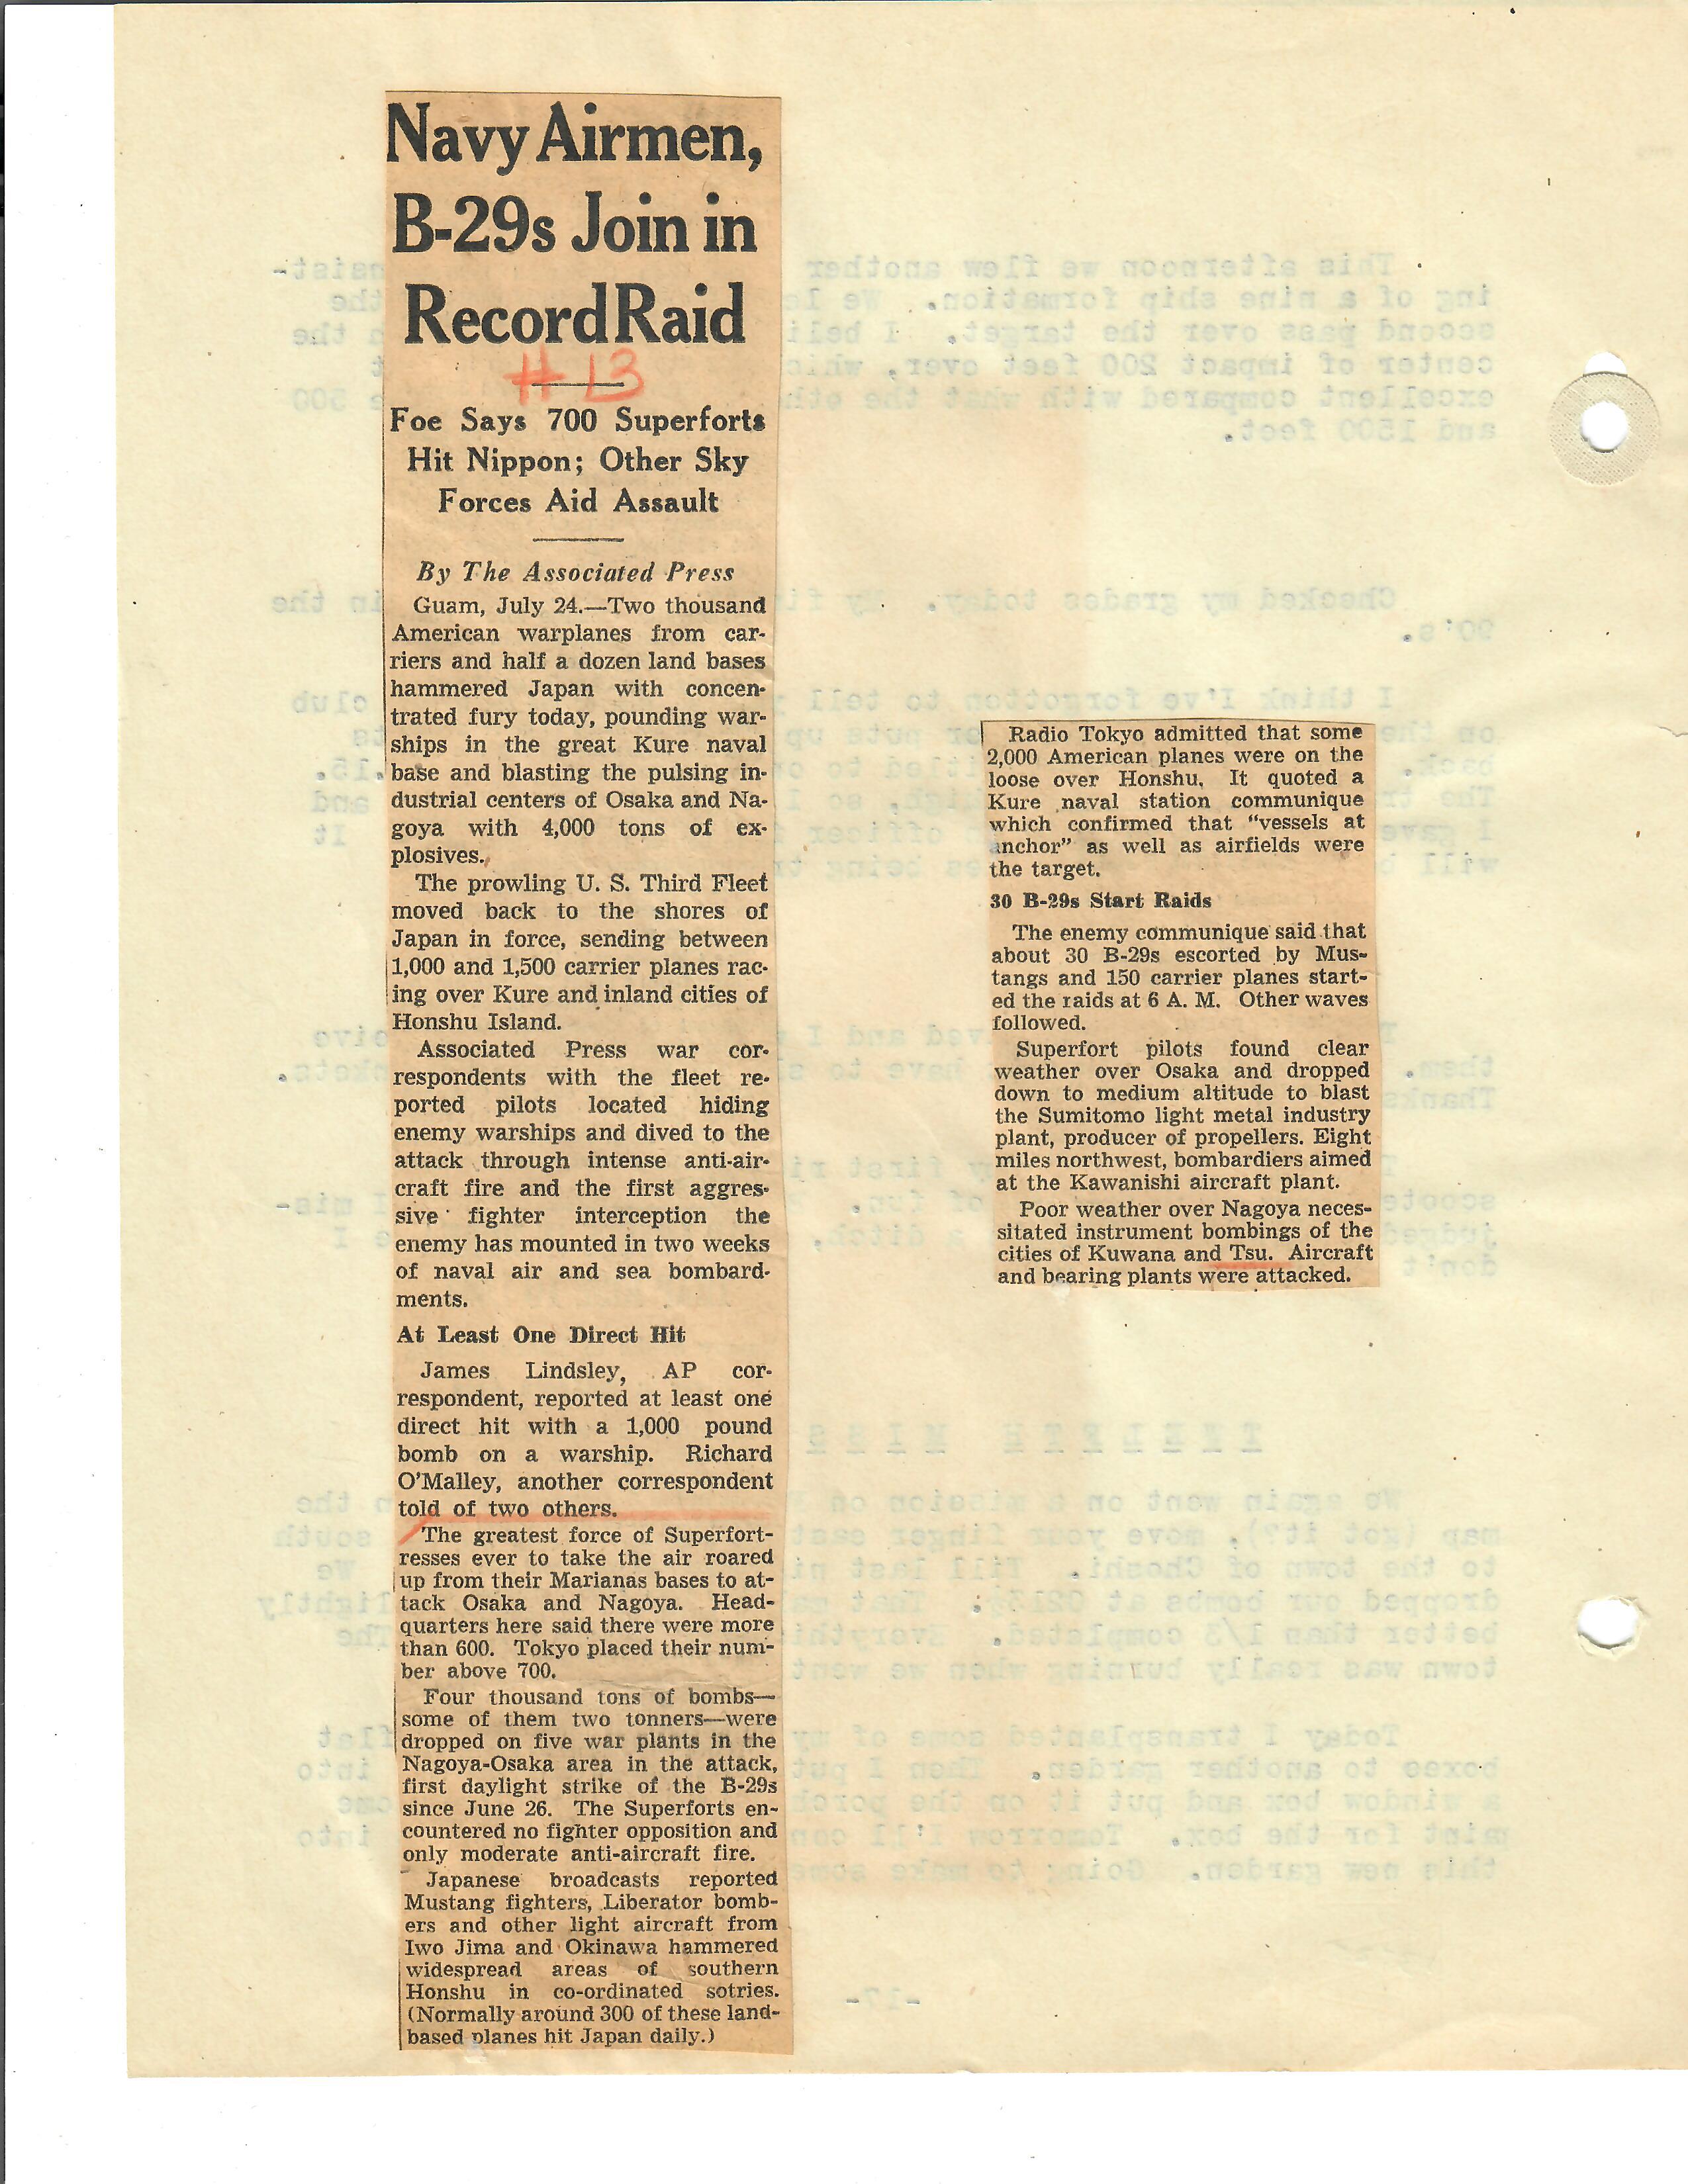 Navy Airmen,
B-29s Join in
Record Raid
# 13
Foe Says 700 Superforts
Hit Nippon; Other Sky
Forces Aid Assault
By The Associated Press
Guam, July 24.—Two thousand
American warplanes from car-
riers and half a dozen land bases
hammered Japan with concen-
trated fury today, pounding war-
ships in the great Kure naval
base and blasting the pulsing in-
dustrial centers of Osaka and Na-
goya with 4,000 tons of ex-
plosives.
The prowling U. S. Third Fleet
moved back to the shores of
Japan in force, sending between
1,000 and 1,500 carrier planes rac-
ing over Kure and inland cities of
Honshu Island.
Associated Press war cor-
respondents with the fleet re-
ported pilots located hiding
enemy warships and dived to the
attack through intense anti-air-
craft fire and the first aggres-
sive fighter interception the
enemy has mounted in two weeks
of naval air and sea bombard-
ments.
At Least One Direct Hit
James Lindsley, AP cor-
respondent, reported at least one
direct hit with a 1,000 pound
bomb on a warship. Richard
O'Malley, another correspondent
told of two others.
The greatest force of Superfort-
resses ever to take the air roared
up from their Marianas bases to at-
tack Osaka and Nagoya. Head-
quarters here said there were more
than 600. Tokyo placed their num-
ber above 700.
Four thousand tons of bombs—
some of them two tonners—were
dropped on five war plants in the
Nagoya-Osaka area in the attack,
first daylight strike of the B-29s
since June 26. The Superforts en-
countered no fighter opposition and
only moderate anti-aircraft fire.
Japanese broadcasts reported
Mustang fighters, Liberator bomb-
ers and other light aircraft from
Iwo Jima and Okinawa hammered
widespread areas of southern
Honshu in co-ordinated sotries.
(Normally around 300 of these land-
based planes hit Japan daily.)
Radio Tokyo admitted that some
2,000 American planes were on the
loose over Honshu. It quoted a
Kure naval station communique
which confirmed that "vessels at
anchor" as well as airfields were
the target.
30 B-29s Start Raids
The enemy communique said that
about 30 B-29s escorted by Mus-
tangs and 150 carrier planes start-
ed the raids at 6 A. M. Other waves
followed.
Superfort pilots found clear
weather over Osaka and dropped
down to medium altitude to blast
the Sumitomo light metal industry
plant, producer of propellers. Eight
miles northwest, bombardiers aimed
at the Kawanishi aircraft plant.
Poor weather over Nagoya neces-
sitated instrument bombings of the
cities of Kuwana and Tsu. Aircraft
and bearing plants were attacked.